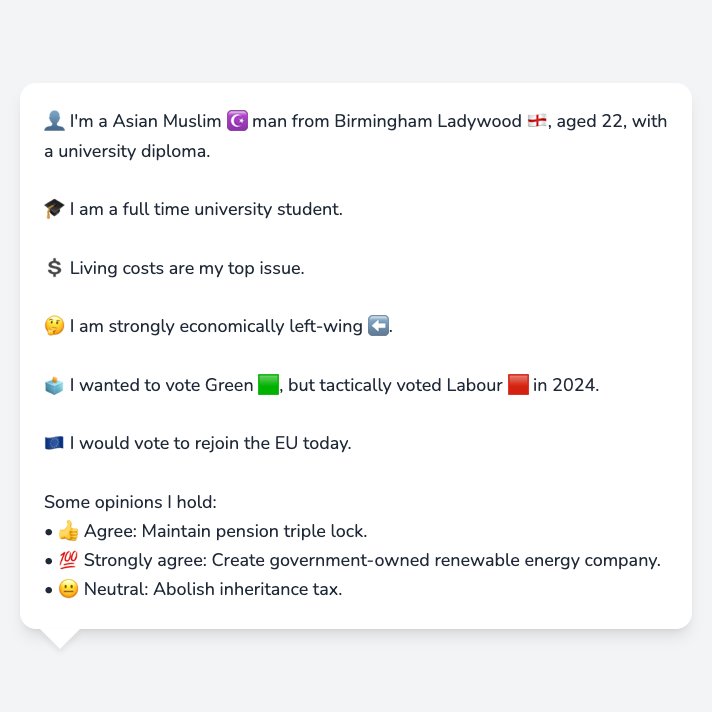 👤 I'm a Asian Muslim ☪️ man from Birmingham Ladywood 🏴󠁧󠁢󠁥󠁮󠁧󠁿, aged 22, with
a university diploma.
🎓 I am a full time university student.
💲 Living costs are my top issue.
🤔 I am strongly economically left-wing ⬅️.
🗳️ I wanted to vote Green 🟩, but tactically voted Labour 🟥 in 2024.
🇪🇺 I would vote to rejoin the EU today.
Some opinions I hold:
• 👍 Agree: Maintain pension triple lock.
• 💯 Strongly agree: Create government-owned renewable energy company.
• 😐 Neutral: Abolish inheritance tax.